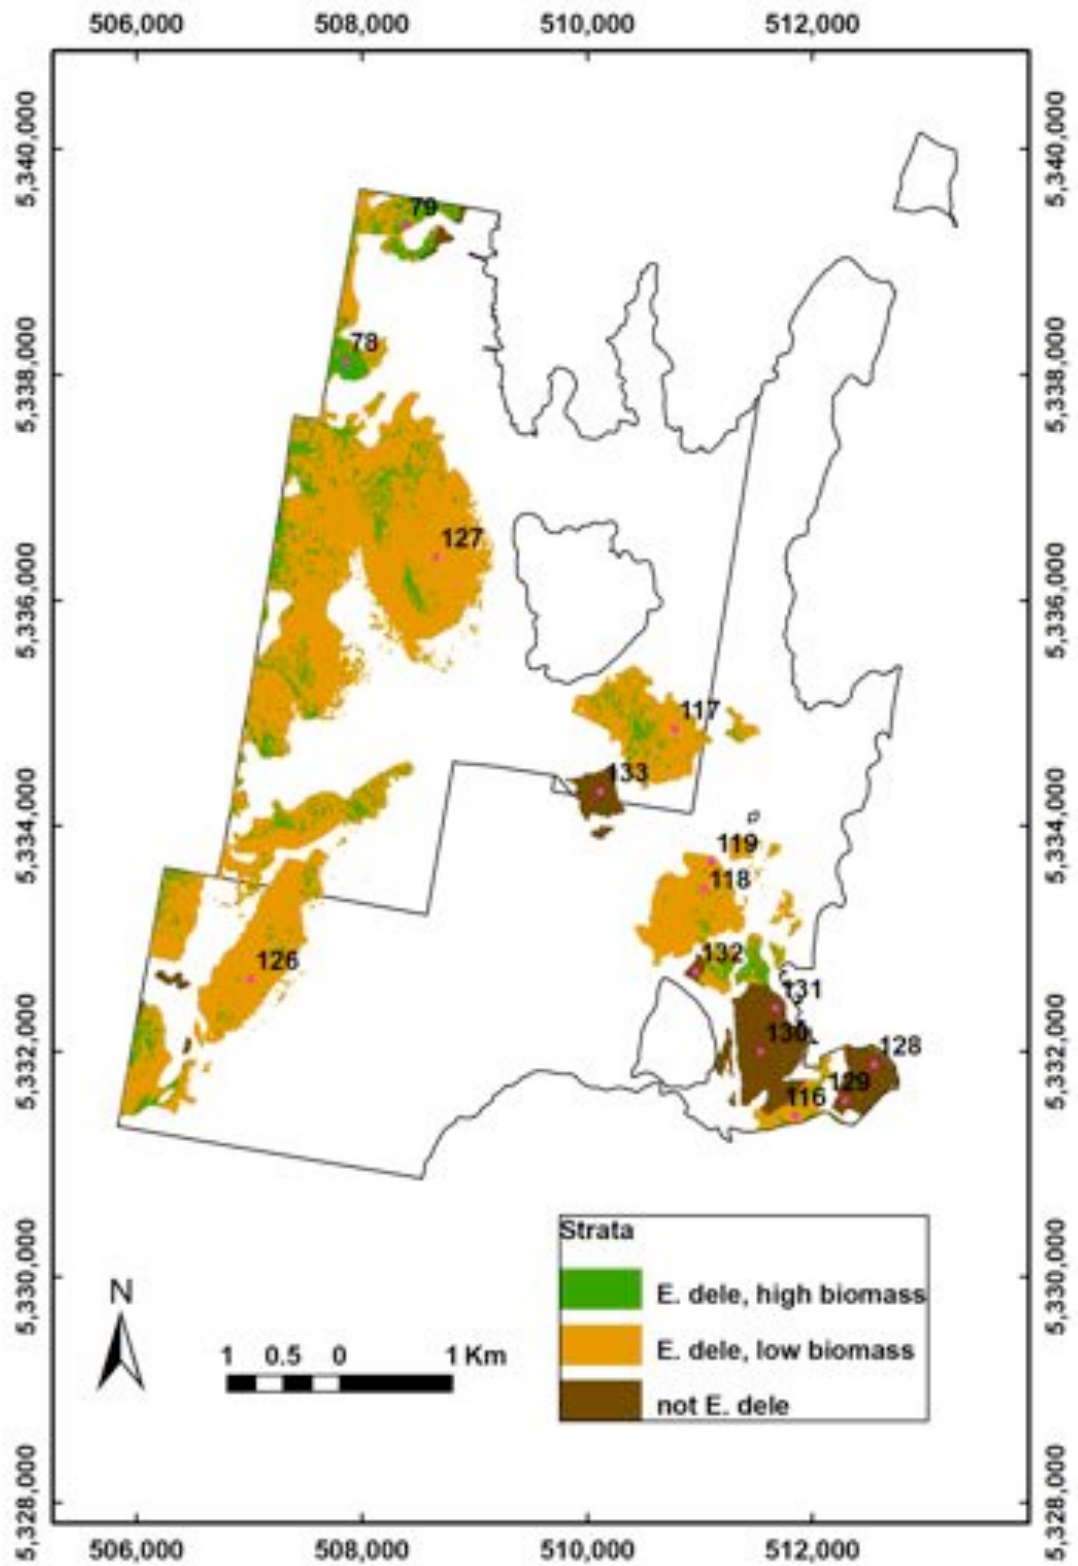 506,000 508,000 510,000 512,000
5,340,000 5,340,000
79
78
5,338,000 5,338,000
127
5,336,000 5,336,000
117
133
5,334,000 5,334,000
119
118
132
126
131
130
128
5,332,000 5,332,000
129
116
Strata
5,330,000 5,330,000
N
E. dele, high biomass
1 0.5 0 1 Km
E. dele, low biomass
not E. dele
5,328,000 5,328,000
506,000 508,000 510,000 512,000